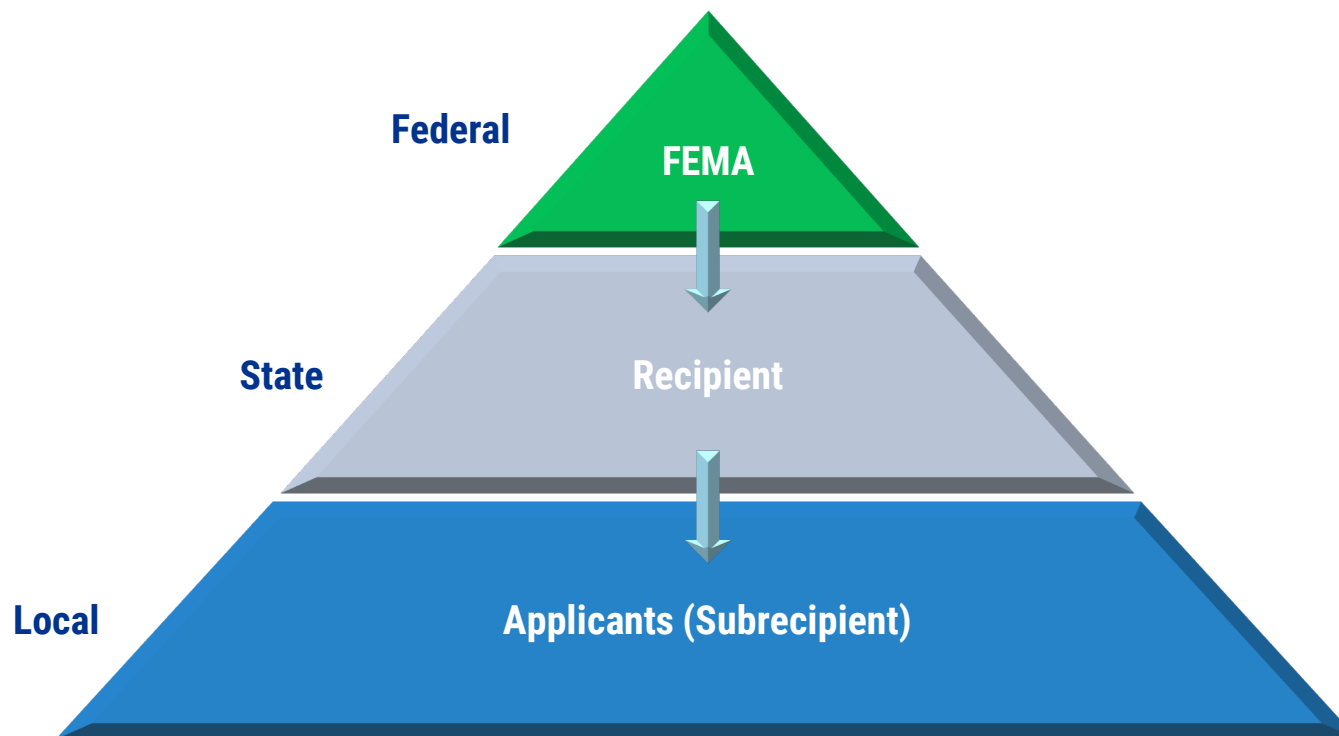 Federal
FEMA
State
Recipient
Local
Applicants (Subrecipient)